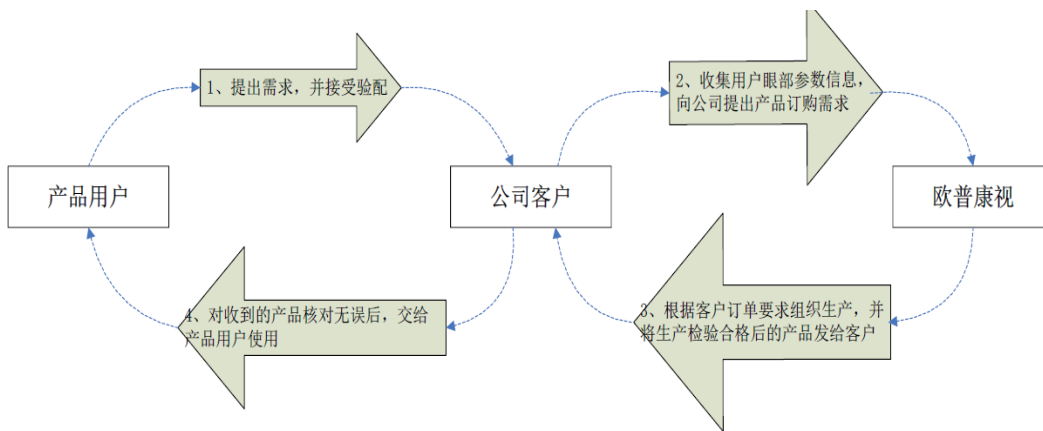 1、提出需求，并接受验配
2、收集用户眼部参数信息，
向公司提出产品订购需求
产品用户
公司客户
欧普康视
4、对收到的产品核对无误后，交给
产品用户使用
3、根据客户订单要求组织生产，并
将生产检验合格后的产品发给客户